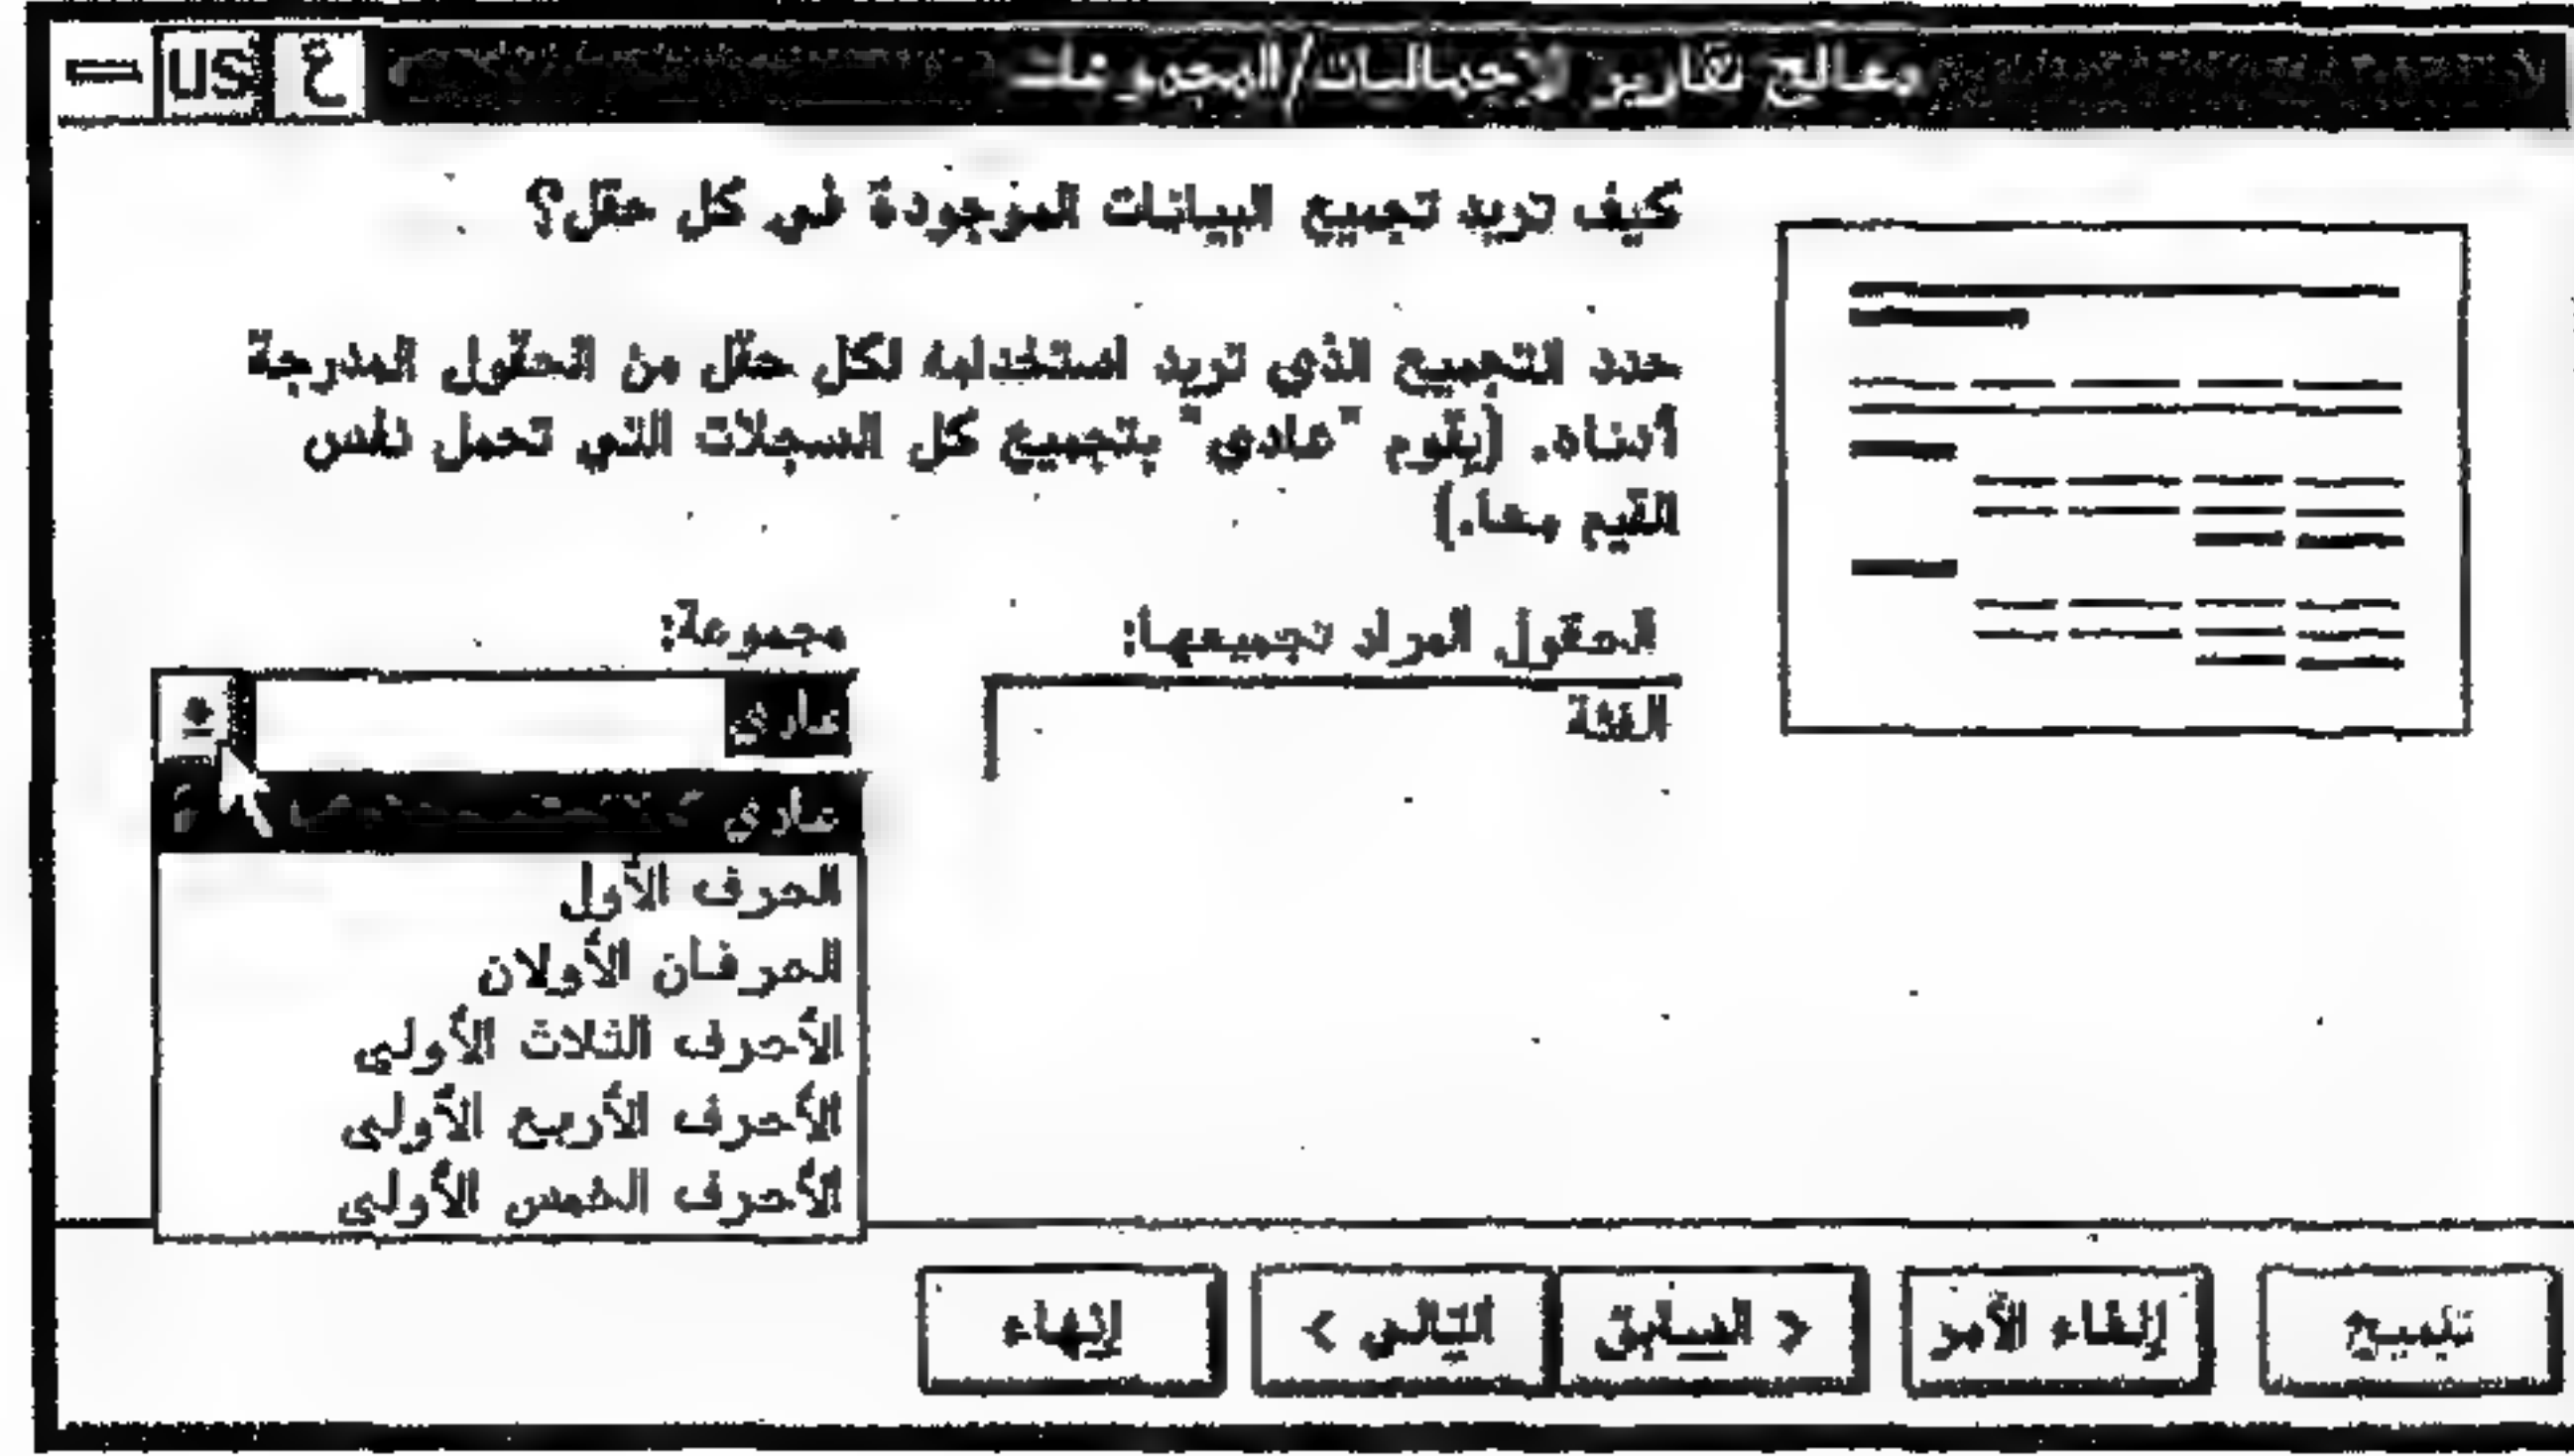 معالج تقارير لإجماليات/المجموعات
ع US
كيف تريد تجميع البيانات الموجودة في كل حقل؟
حدد التجميع الذي تريد استخدامه لكل حقل من الحقول المدرجة
أدناه. (يقوم "عادي" بتجميع كل السجلات التي تحمل نفس
القيم معا.)
الحقول المراد تجميعها:
مجموعة:
الفئة
عادي
عادي
الحرف الأول
الحرفان الأولان
الأحرف الثلاث الأولى
الأحرف الأربع الأولى
الأحرف الخمس الأولى
تلميح
إلغاء الأمر
< السابق
التالي >
إنهاء